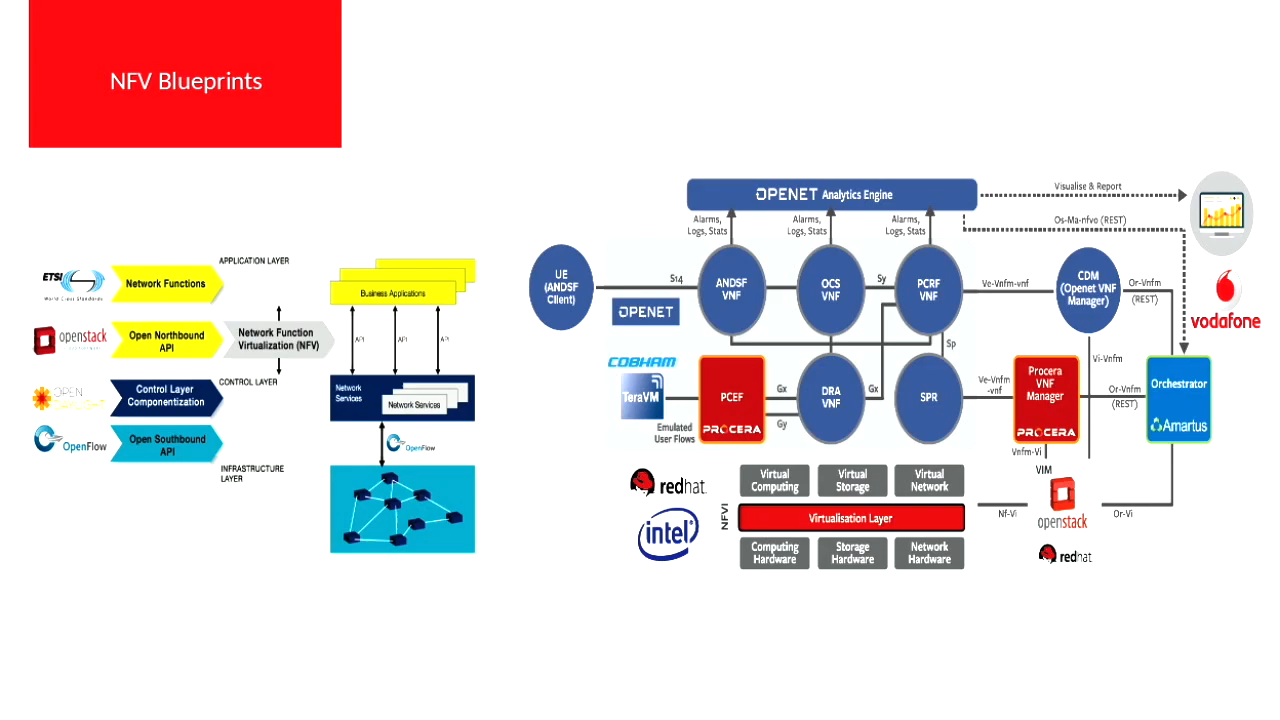 NFV Blueprints
ETSI
World Class Standards
Network Functions
openstack
Open Northbound
API
Network Function
Virtualization (NFV)
OPEN
Control Layer
Componentization
OpenFlow
Open Southbound
API
APPLICATION LAYER
CONTROL LAYER
INFRASTRUCTURE
LAYER
Business Applications
API
API
API
Network
Services
Network Services
OpenFlow
OPENET Analytics Engine
Visualise & Report
Os-Ma-nfvo (REST)
Alarms,
Logs, Stats
Alarms,
Logs, Stats
Alarms,
Logs, Stats
UE
(ANDSF
Client)
S14
OPENET
ANDSF
VNF
OCS
VNF
Sy
PCRF
VNF
Ve-Vnfm-vnf
CDM
(Openet VNF
Manager)
Or-Vnfm
(REST)
vodafone
Sp
Vi-Vnfm
COBHAM
TeraVM
Emulated
User Flows
PCEF
PROCERA
Gx
Gy
DRA
VNF
Gx
SPR
Ve-Vnfm
-vnf
Procera
VNF
Manager
PROCERA
Or-Vnfm
(REST)
Orchestrator
Amartus
Vnfm-Vi
VIM
redhat.
intel
NFVI
Virtual
Computing
Virtual
Storage
Virtual
Network
Virtualisation Layer
Computing
Hardware
Storage
Hardware
Network
Hardware
Nf-Vi
openstack
Or-Vi
redhat.